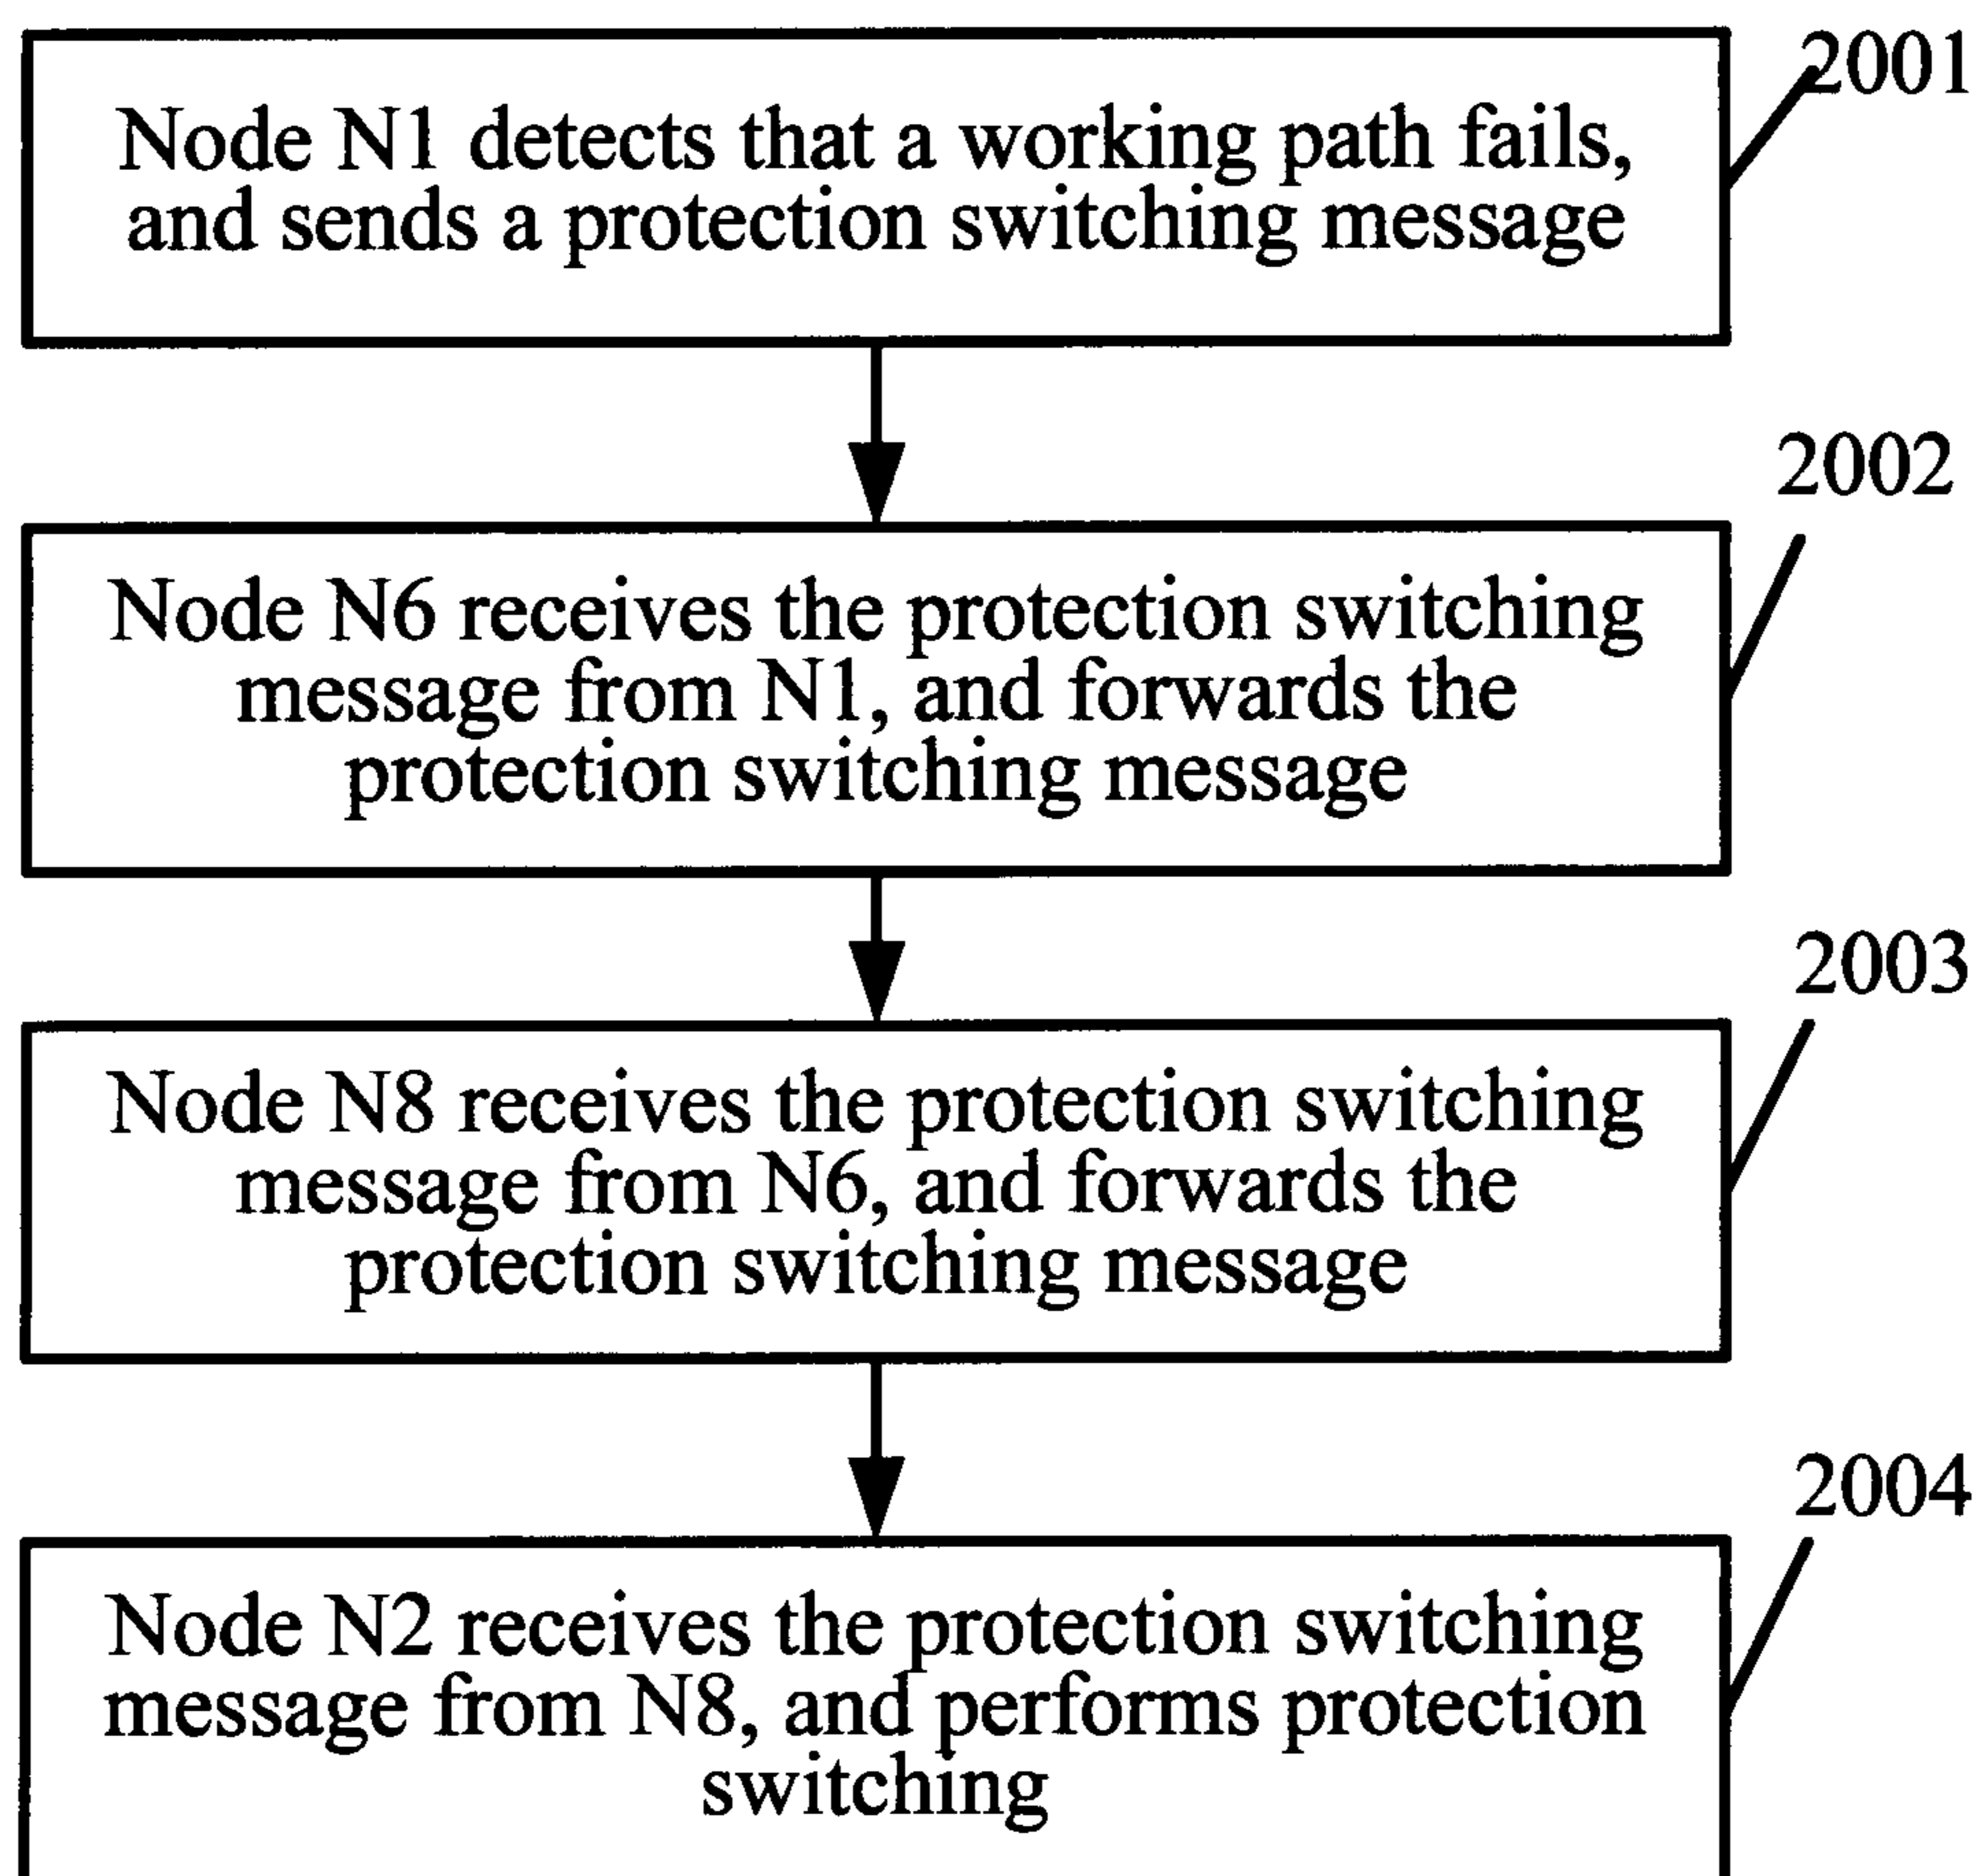 2001
Node N1 detects that a working path fails,
and sends a protection switching message
2002
Node N6 receives the protection switching
message from N1, and forwards the
protection switching message
2003
Node N8 receives the protection switching
message from N6, and forwards the
protection switching message
2004
Node N2 receives the protection switching
message from N8, and performs protection
switching